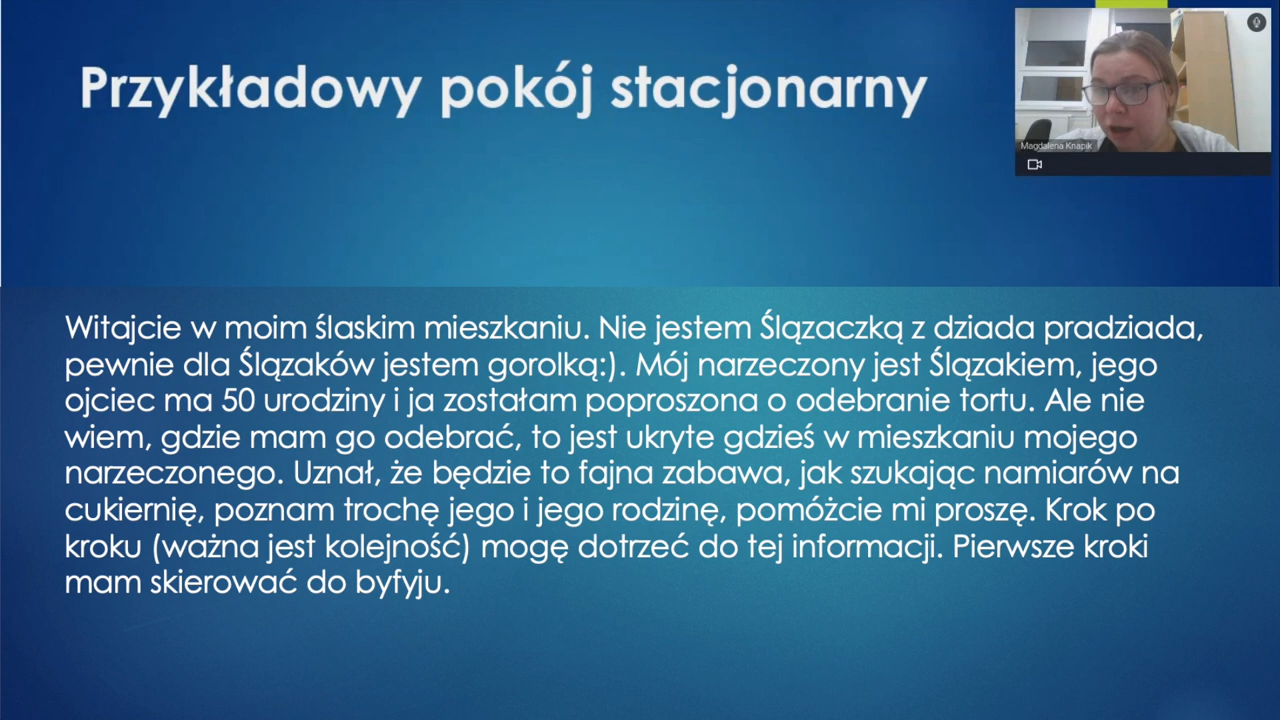 Przykładowy pokój stacjonarny
Magdalena Knapik
Witajcie w moim ślaskim mieszkaniu. Nie jestem Ślązaczką z dziada pradziada,
pewnie dla Ślązaków jestem gorolką:). Mój narzeczony jest Ślązakiem, jego
ojciec ma 50 urodziny i ja zostałam poproszona o odebranie tortu. Ale nie
wiem, gdzie mam go odebrać, to jest ukryte gdzieś w mieszkaniu mojego
narzeczonego. Uznał, że będzie to fajna zabawa, jak szukając namiarów na
cukiernię, poznam trochę jego i jego rodzinę, pomóżcie mi proszę. Krok po
kroku (ważna jest kolejność) mogę dotrzeć do tej informacji. Pierwsze kroki
mam skierować do byfyju.